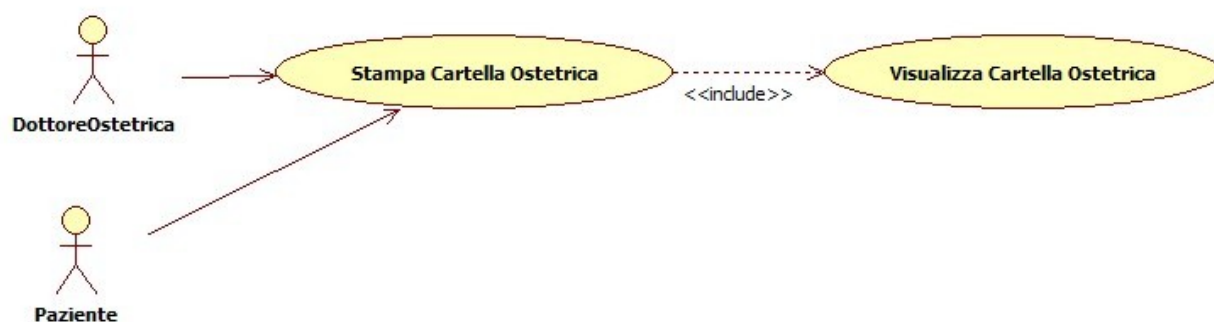 Stampa Cartella Ostetrica
Visualizza Cartella Ostetrica
<<include>>
DottoreOstetrica
Paziente